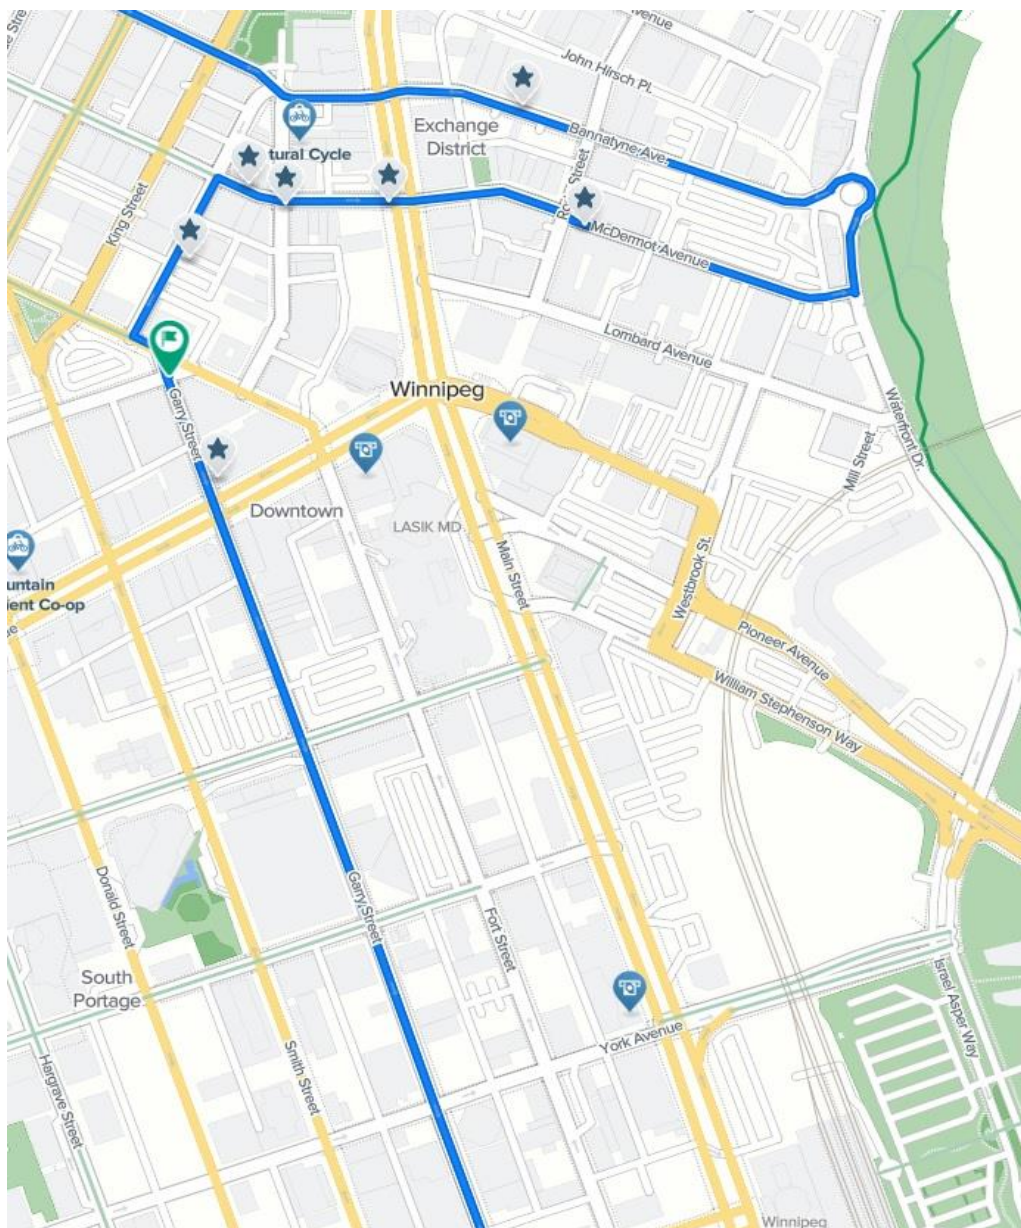 Avenue
John Hirsch Pl.
Exchange
District
Bannatyne Ave.
tural Cycle
King Street
Street
McDermot Avenue
Lombard Avenue
Winnipeg
Garry Street
Waterfront Dr.
Mill Street
Downtown
LASIK MD
Main Street
Westbrook St.
untain
ent Co-op
Pioneer Avenue
William Stephenson Way
Donald Street
Garry Street
Fort Street
South
Portage
Israel Asper Way
York Avenue
Smith Street
Hargrave Street
Winnipeg